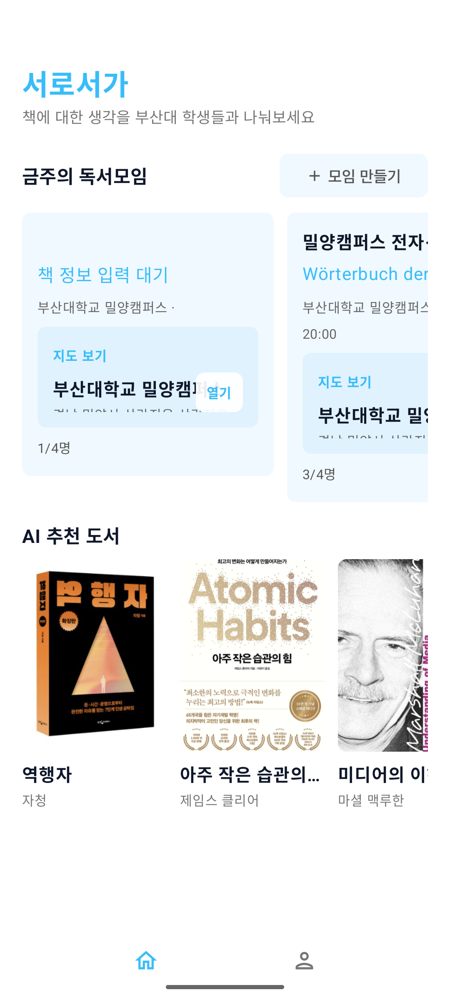 서로서가
책에 대한 생각을 부산대 학생들과 나눠보세요
금주의 독서모임
+ 모임 만들기
책 정보 입력 대기
부산대학교 밀양캠퍼스 ·
지도 보기
부산대학교 밀양캠퍼스
열기
1/4명
밀양캠퍼스 전자·
Wörterbuch der
부산대학교 밀양캠퍼스
20:00
지도 보기
부산대학교 밀양
3/4명
AI 추천 도서
역행자
역행자
자청 지음
확장판
돈·시간·운명으로부터
완전한 자유를 얻는 7단계 인생 공략집
최고의 변화는 어떻게 만들어지는가
Atomic
Habits
아주 작은 습관의 힘
제임스 클리어 지음 | 이한이 옮김
“최소한의 노력으로 극적인 변화를
누리는 최고의 방법!” 〈뉴욕 타임스〉
65개국을 휩쓴 자기계발 혁명!
의지박약이 고민인 당신을 위한 최후의 책!
50만 부 기념
스페셜 에디션
Marshall McLuhan
Understanding of Media
역행자
자청
아주 작은 습관의...
제임스 클리어
미디어의 이
마셜 맥루한